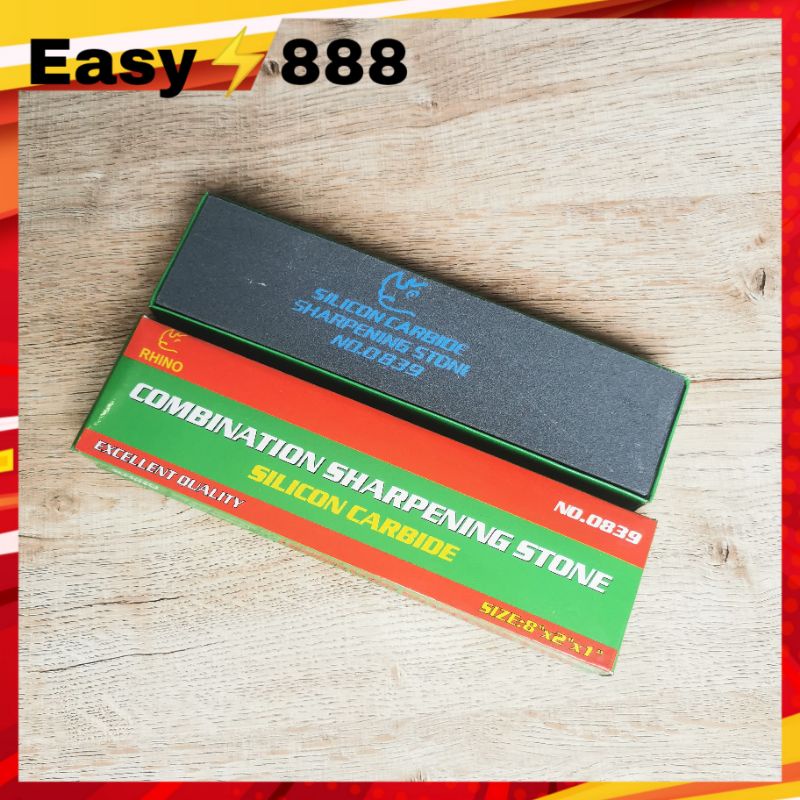 Easy⚡888
SILICON CARBIDE
SHARPENING STONE
NO.0839
RHINO
COMBINATION SHARPENING STONE
SILICON CARBIDE
EXCELLENT QUALITY
NO.0839
SIZE:8"x2"x1"